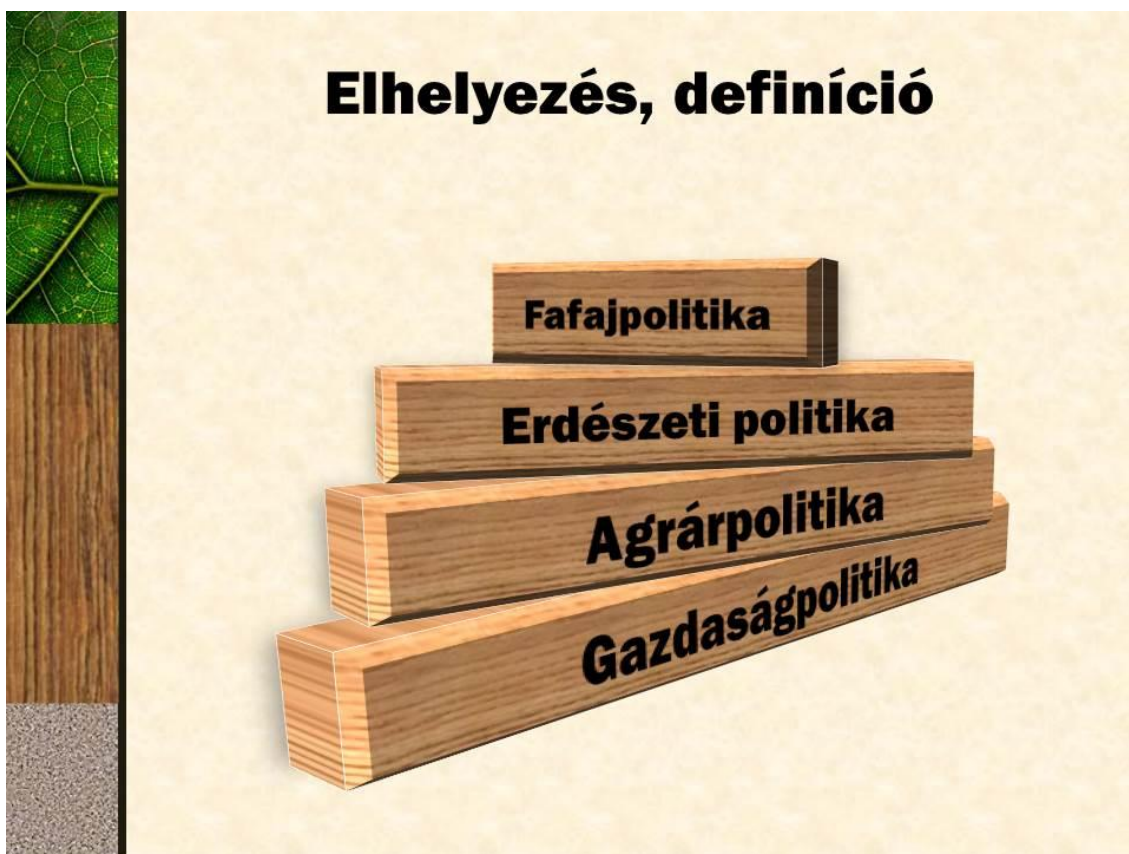 Elhelyezés, definíció
Fafajpolitika
Erdészeti politika
Agrárpolitika
Gazdaságpolitika